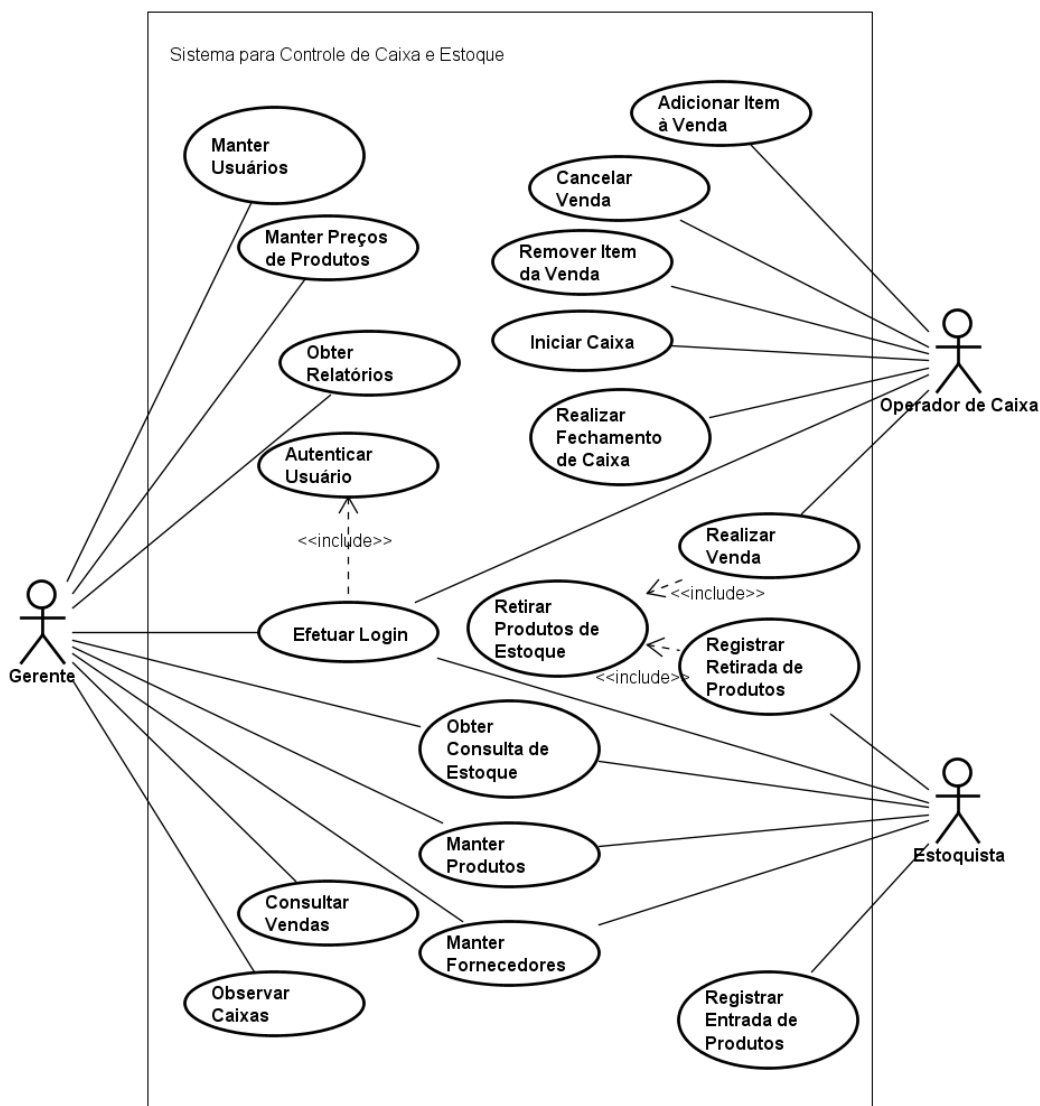 Sistema para Controle de Caixa e Estoque
Adicionar Item
à Venda
Manter
Usuários
Cancelar
Venda
Manter Preços
de Produtos
Remover Item
da Venda
Iniciar Caixa
Obter
Relatórios
Operador de Caixa
Realizar
Fechamento
de Caixa
Autenticar
Usuário
<<include>>
Realizar
Venda
<<include>>
Retirar
Produtos de
Estoque
Efetuar Login
Registrar
Retirada de
Produtos
<<include>>
Gerente
Obter
Consulta de
Estoque
Manter
Produtos
Estoquista
Consultar
Vendas
Manter
Fornecedores
Observar
Caixas
Registrar
Entrada de
Produtos